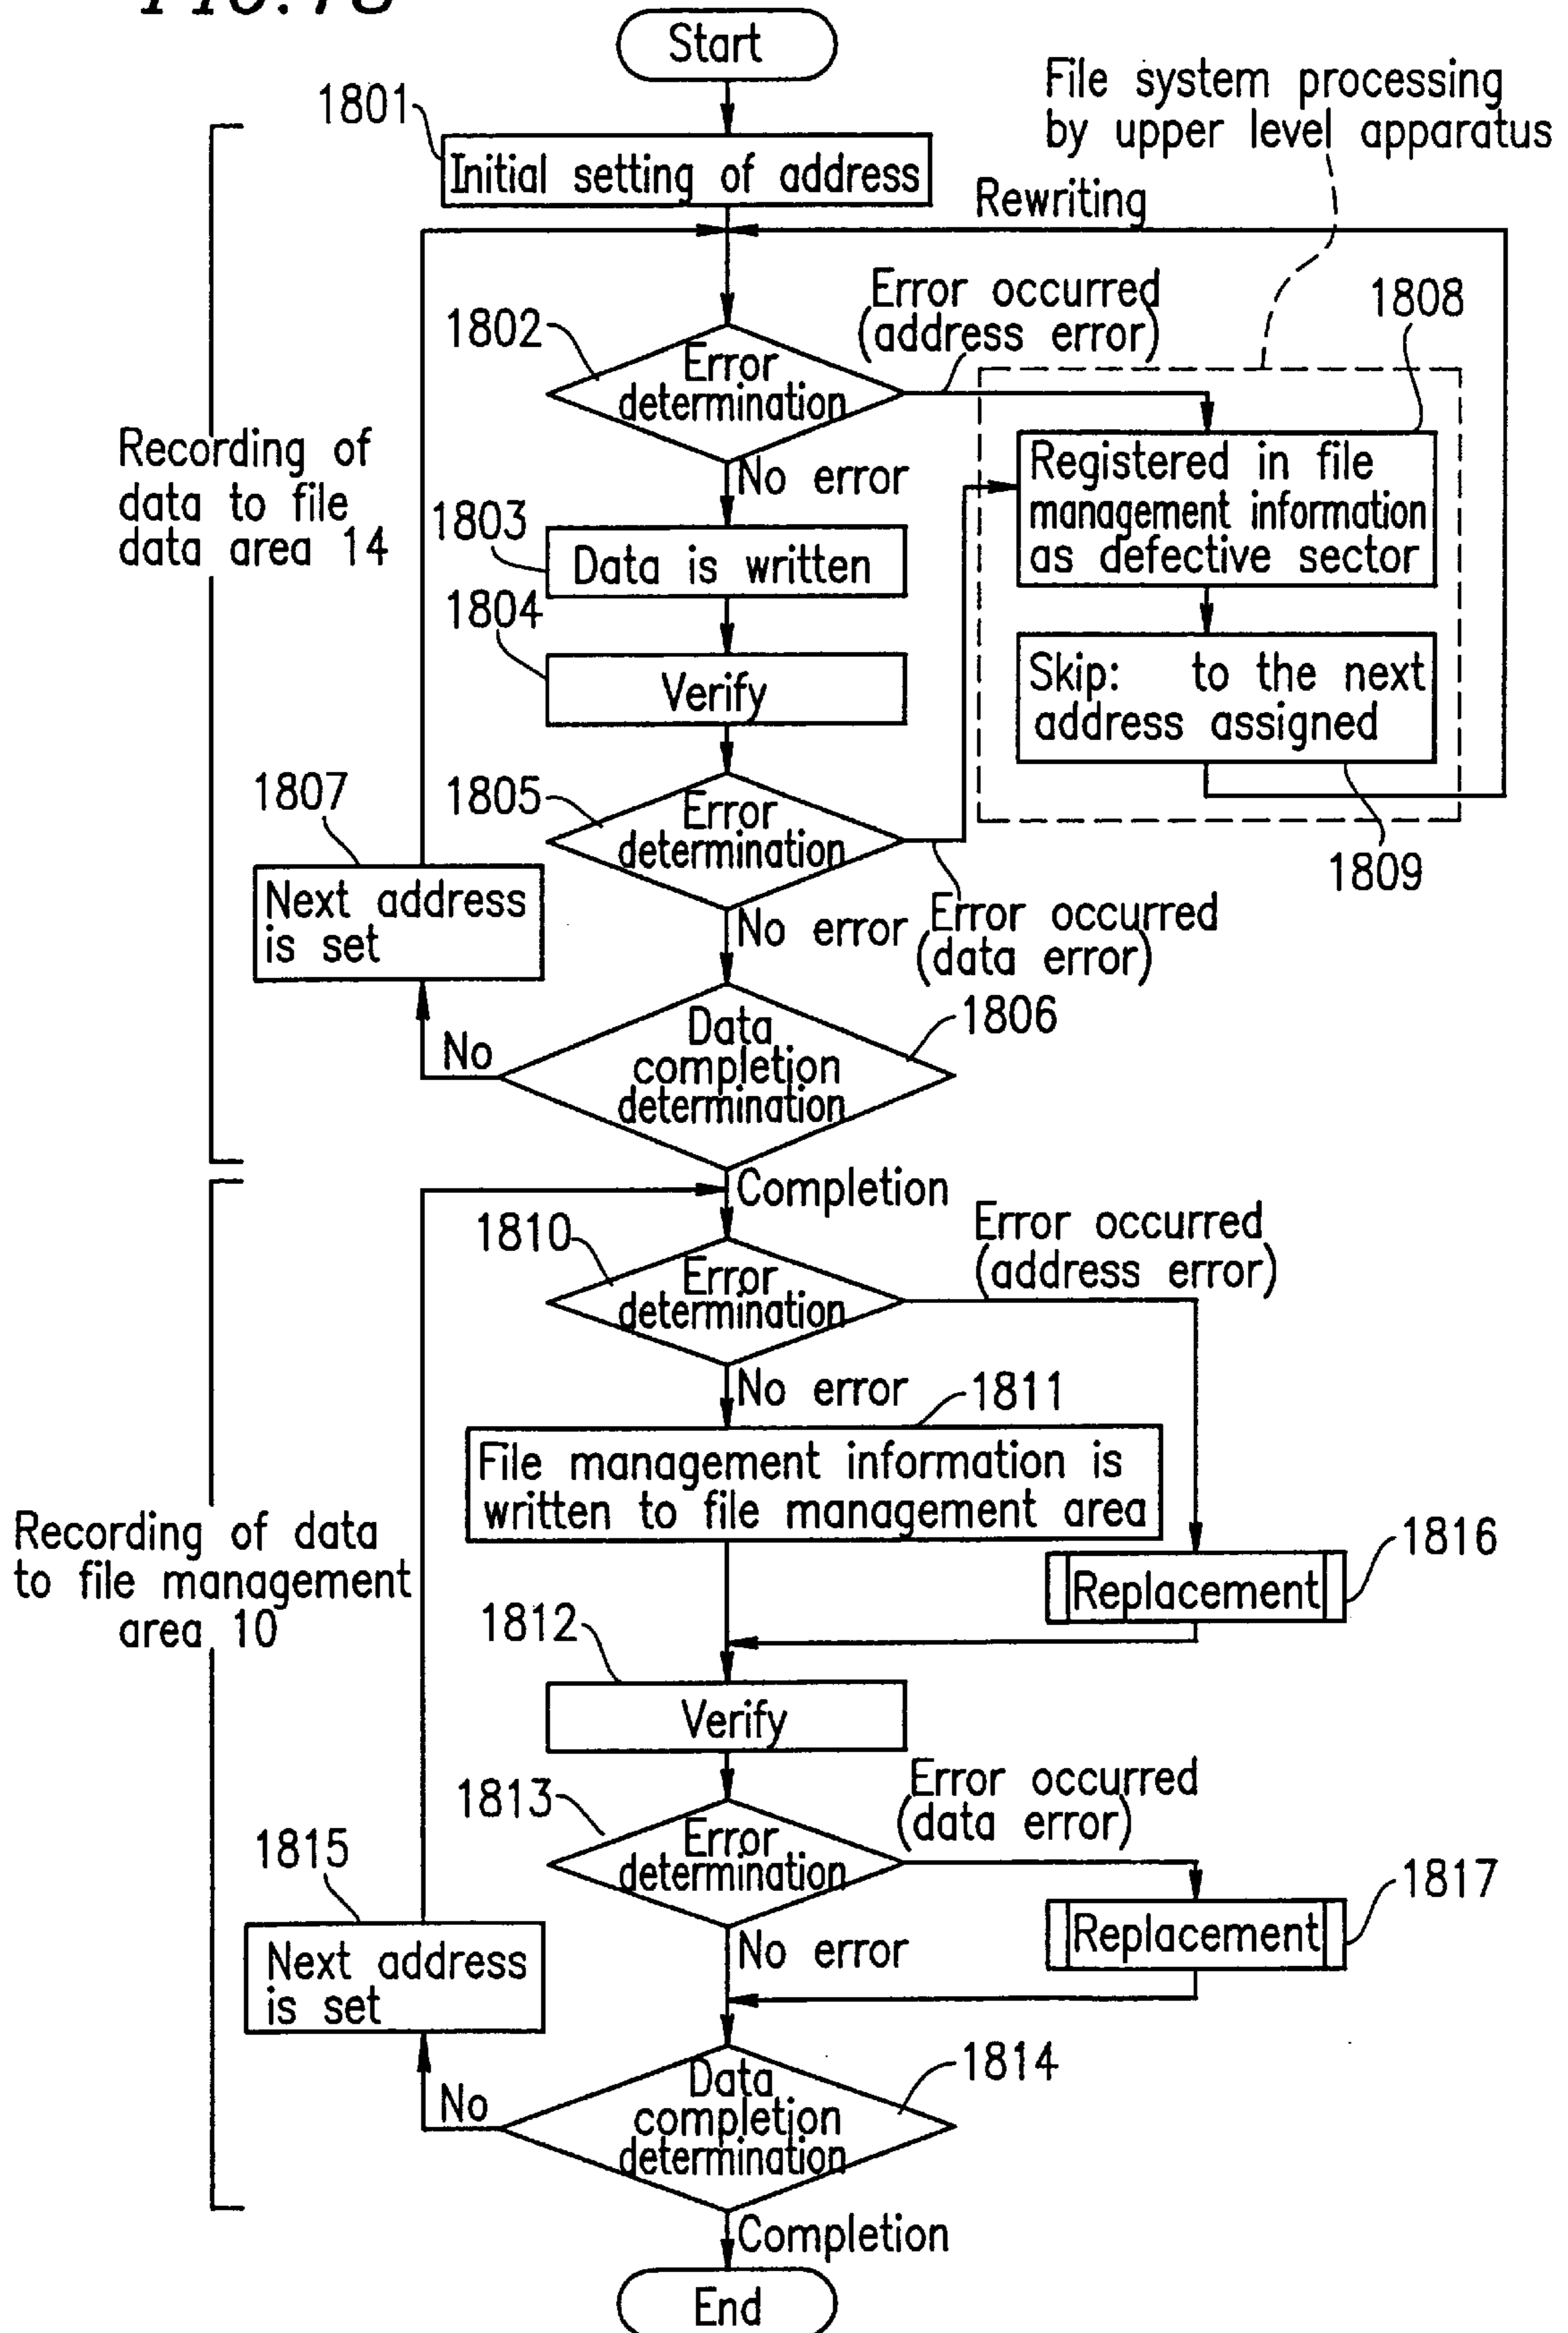 Start
File system processing
by upper level apparatus
1801
Initial setting of address
Rewriting
Error occurred
(address error)
1808
1802
Error
determination
Recording of
data to file
data area 14
No error
Registered in file
management information
as defective sector
1803
Data is written
1804
Verify
Skip: to the next
address assigned
1807
1805
Error
determination
1809
Next address
is set
No error
Error occurred
(data error)
1806
Data
completion
determination
No
Completion
1810
Error occurred
(address error)
Error
determination
No error
1811
File management information is
written to file management area
Recording of data
to file management
area 10
1816
Replacement
1812
Verify
Error occurred
(data error)
1813
Error
determination
1815
1817
Replacement
Next address
is set
No error
1814
Data
completion
determination
No
Completion
End